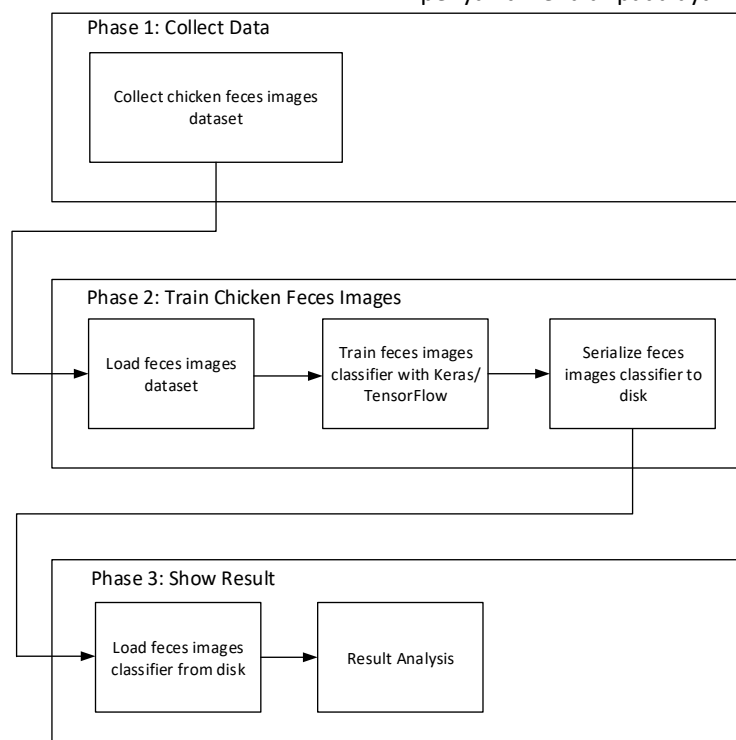 Phase 1: Collect Data
Collect chicken feces images
dataset
Phase 2: Train Chicken Feces Images
Load feces images
dataset
Train feces images
classifier with Keras/
TensorFlow
Serialize feces
images classifier to
disk
Phase 3: Show Result
Load feces images
classifier from disk
Result Analysis